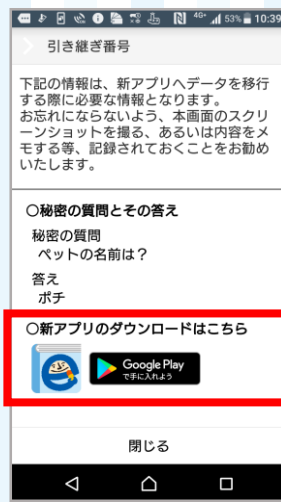 4G+ 53% 10:39
引き継ぎ番号
下記の情報は、新アプリへデータを移行
する際に必要な情報となります。
お忘れにならないよう、本画面のスクリ
ーンショットを撮る、あるいは内容をメ
モする等、記録されておくことをお勧め
いたします。
〇秘密の質問とその答え
秘密の質問
ペットの名前は？
答え
ポチ
〇新アプリのダウンロードはこちら
Google Play
で手に入れよう
閉じる